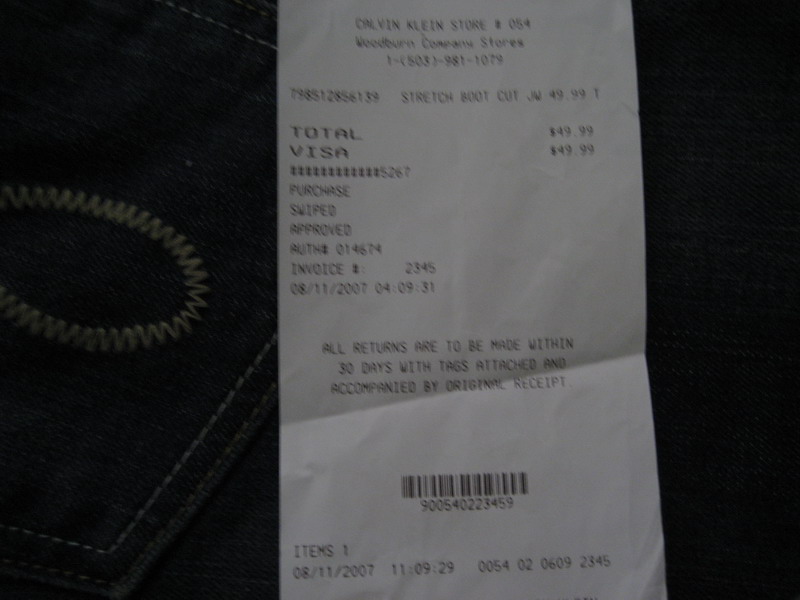 CALVIN KLEIN STORE # 054
Woodburn Company Stores
1-(503)-981-1079
798512856139 STRETCH BOOT CUT JW 49.99 T
TOTAL $49.99
VISA $49.99
############5267
PURCHASE
SWIPED
APPROVED
AUTH# 014674
INVOICE #: 2345
08/11/2007 04:09:31
ALL RETURNS ARE TO BE MADE WITHIN
30 DAYS WITH TAGS ATTACHED AND
ACCOMPANIED BY ORIGINAL RECEIPT.
900540223459
ITEMS 1
08/11/2007 11:09:29 0054 02 0609 2345